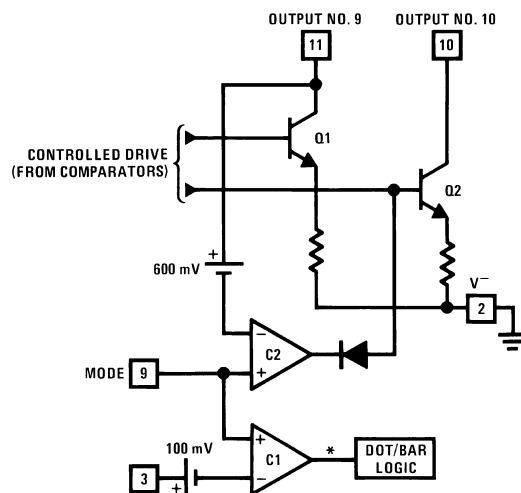 OUTPUT NO. 9
OUTPUT NO. 10
11
10
Q1
CONTROLLED DRIVE
(FROM COMPARATORS)
Q2
+
600 mV
V−
2
−
C2
MODE
9
+
100 mV
+
C1
*
DOT/BAR
LOGIC
3
+
−